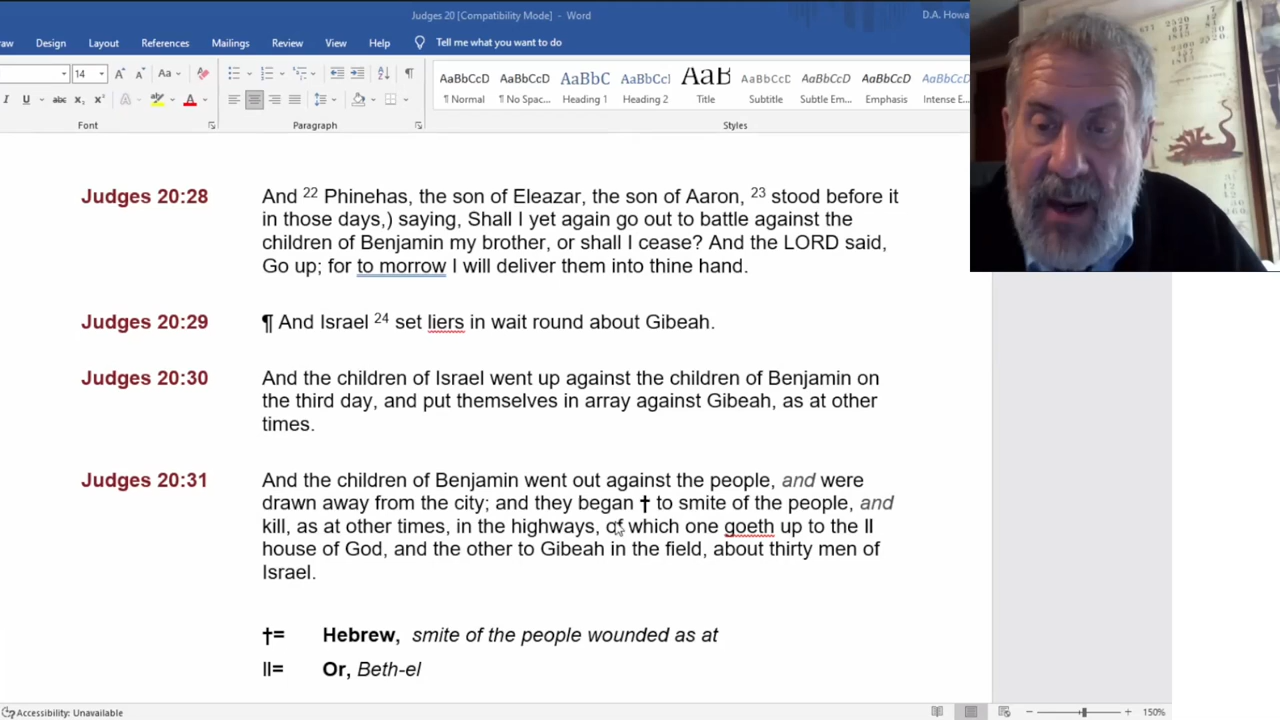 Judges 20 [Compatibility Mode] - Word
D.A. Howa
aw Design Layout References Mailings Review View Help Tell me what you want to do
14 Aa
I U abc x₂ x² A A
AaBbCcD AaBbCcD AaBbC AaBbCcl AaB AaBbCcD AaBbCcD AaBbCcD AaBbCcD
¶ Normal ¶ No Spac... Heading 1 Heading 2 Title Subtitle Subtle Em... Emphasis Intense E...
Font Paragraph Styles
Judges 20:28 And 22 Phinehas, the son of Eleazar, the son of Aaron, 23 stood before it
in those days,) saying, Shall I yet again go out to battle against the
children of Benjamin my brother, or shall I cease? And the LORD said,
Go up; for to morrow I will deliver them into thine hand.
Judges 20:29 ¶ And Israel 24 set liers in wait round about Gibeah.
Judges 20:30 And the children of Israel went up against the children of Benjamin on
the third day, and put themselves in array against Gibeah, as at other
times.
Judges 20:31 And the children of Benjamin went out against the people, and were
drawn away from the city; and they began † to smite of the people, and
kill, as at other times, in the highways, of which one goeth up to the ll
house of God, and the other to Gibeah in the field, about thirty men of
Israel.
†= Hebrew, smite of the people wounded as at
ll= Or, Beth-el
Accessibility: Unavailable
150%